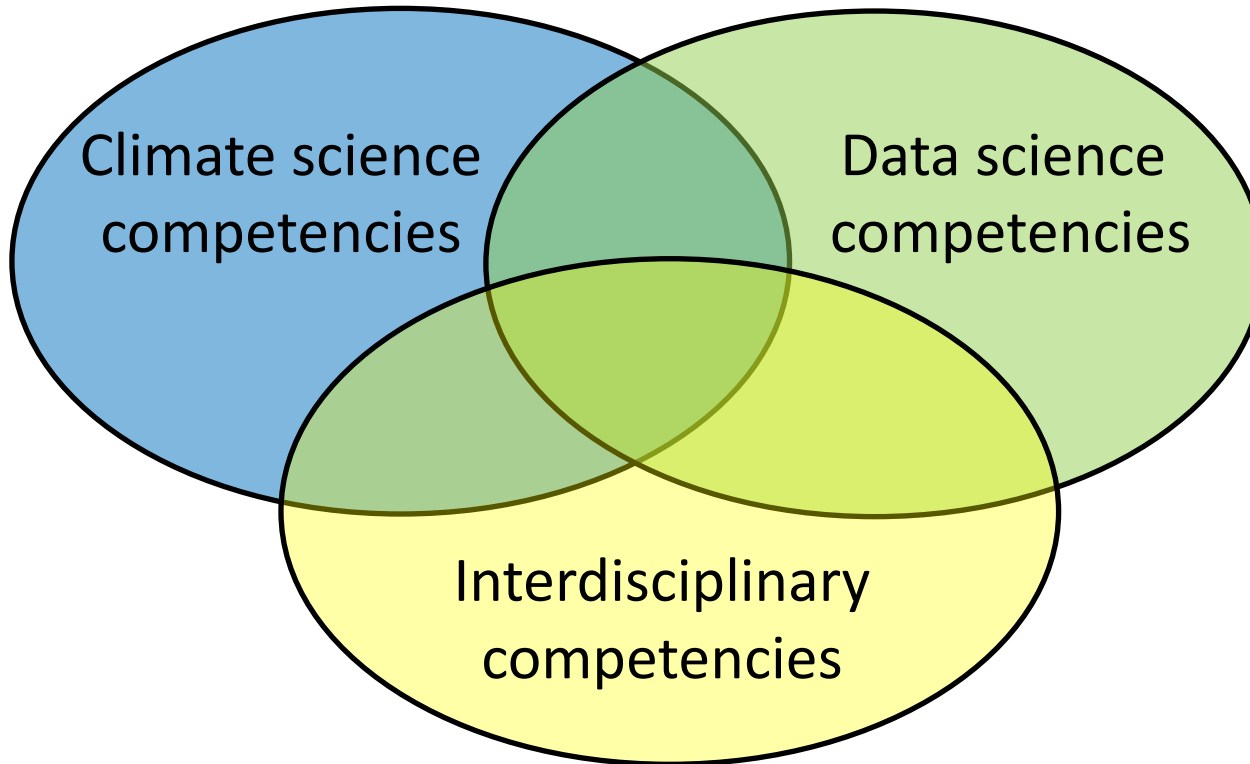 Climate science
competencies
Data science
competencies
Interdisciplinary
competencies